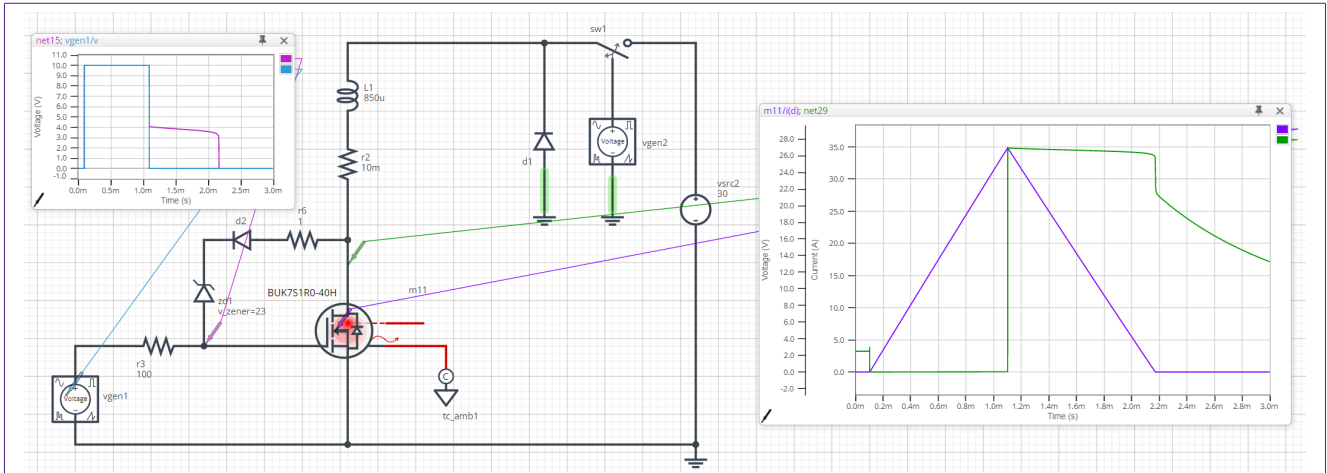 net15; vgen1/v
11.0
10.0
9.0
8.0
7.0
6.0
5.0
4.0
3.0
2.0
1.0
0.0
-1.0
Voltage (V)
0.0m 0.5m 1.0m 1.5m 2.0m 2.5m 3.0m
Time (s)
sw1
L1
850u
r2
10m
d1
Voltage
vgen2
vsrc2
30
d2
r6
1
BUK7S1R0-40H
m11
zd1
v_zener=23
r3
100
Voltage
vgen1
C
tc_amb1
m11/i(d); net29
28.0
26.0
24.0
22.0
20.0
18.0
16.0
14.0
12.0
10.0
8.0
6.0
4.0
2.0
0.0
-2.0
Voltage (V)
35.0
30.0
25.0
20.0
15.0
10.0
5.0
0.0
Current (A)
0.0m 0.2m 0.4m 0.6m 0.8m 1.0m 1.2m 1.4m 1.6m 1.8m 2.0m 2.2m 2.4m 2.6m 2.8m 3.0m
Time (s)